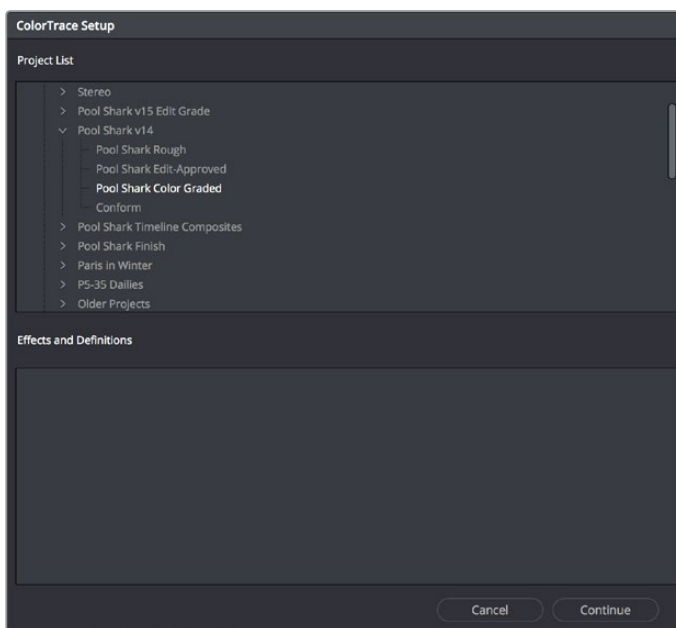 ColorTrace Setup
Project List
Stereo
Pool Shark v15 Edit Grade
Pool Shark v14
Pool Shark Rough
Pool Shark Edit-Approved
Pool Shark Color Graded
Conform
Pool Shark Timeline Composites
Pool Shark Finish
Paris in Winter
P5-35 Dailies
Older Projects
Effects and Definitions
Cancel Continue